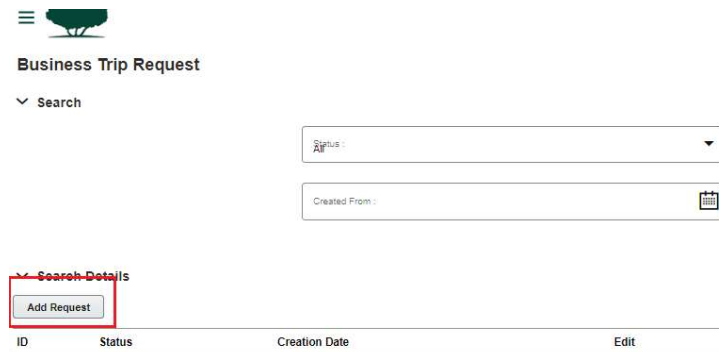 Business Trip Request
Search
Status :
All
Created From :
Search Details
Add Request
ID Status Creation Date Edit